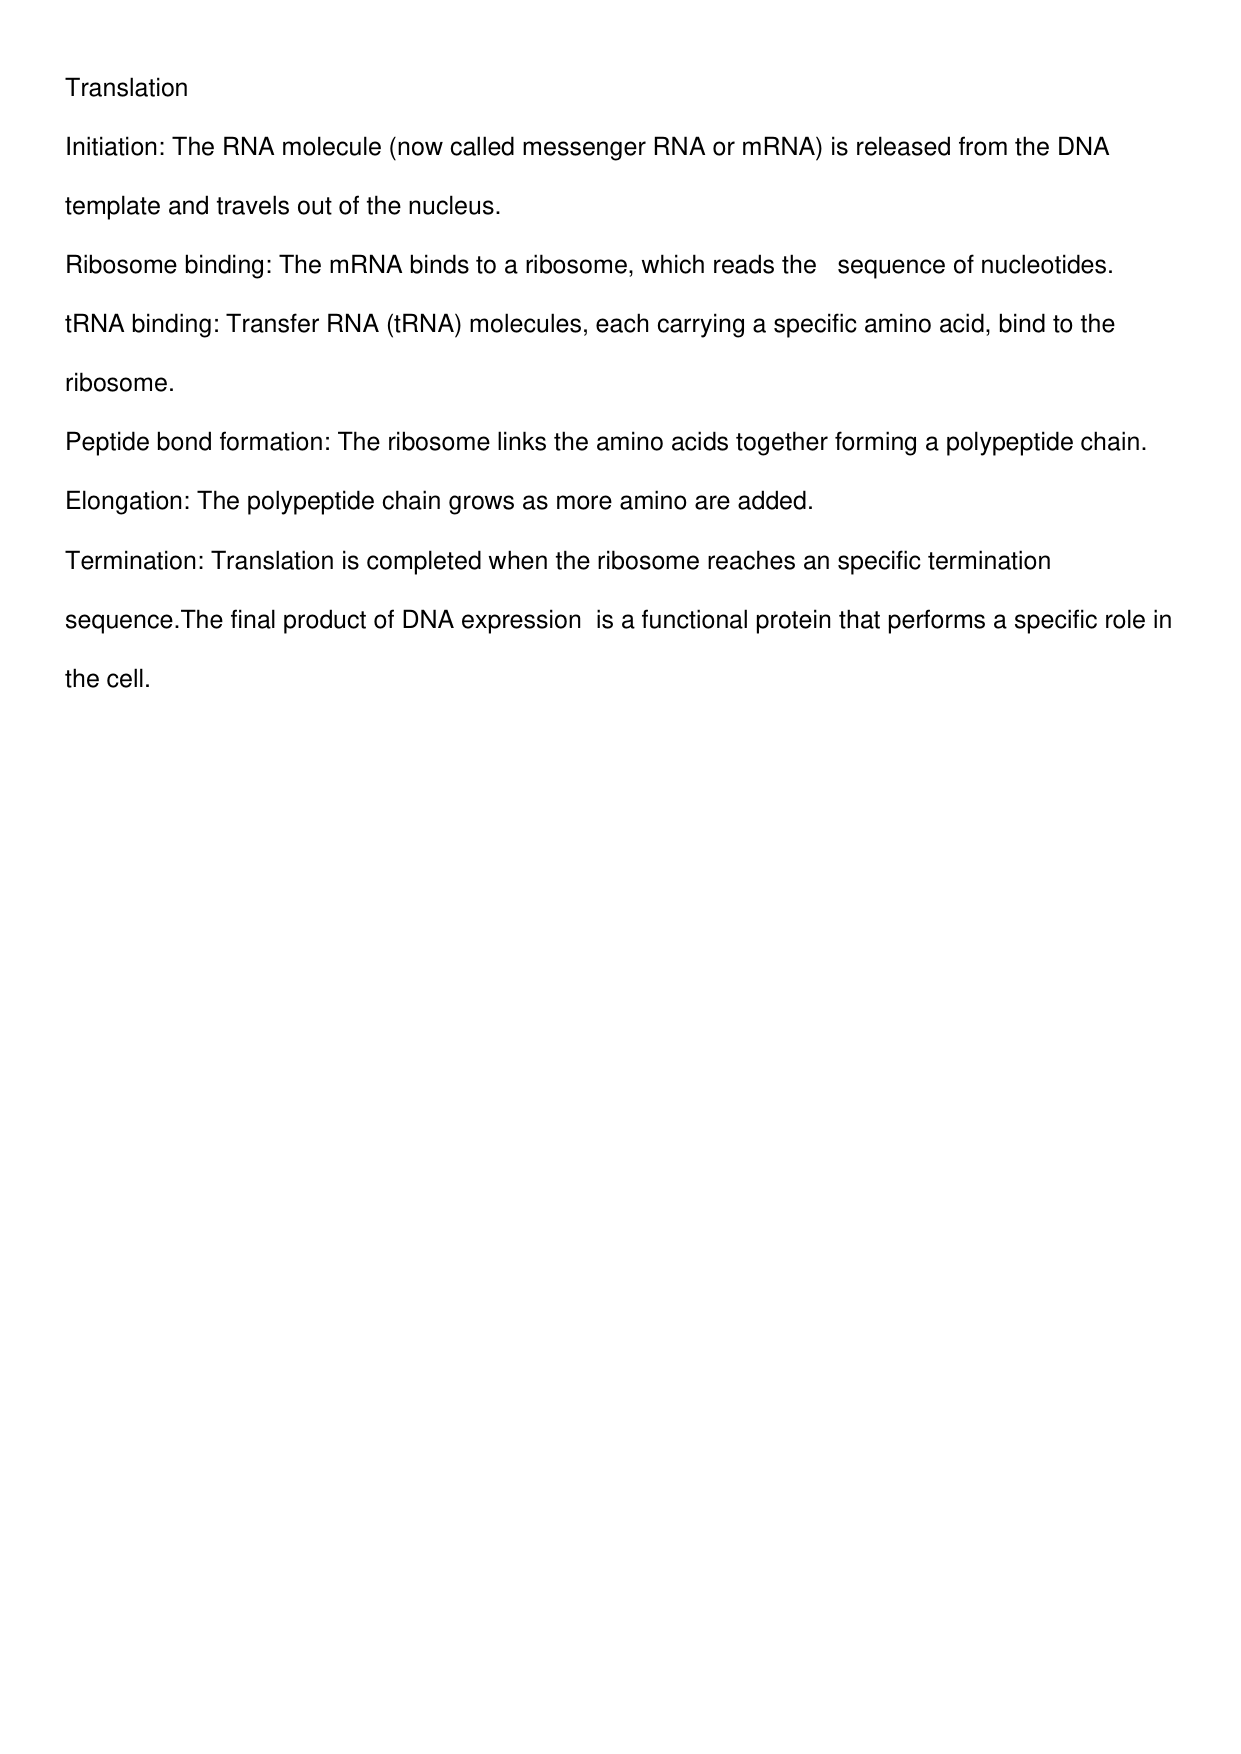 Translation
Initiation: The RNA molecule (now called messenger RNA or mRNA) is released from the DNA
template and travels out of the nucleus.
Ribosome binding: The mRNA binds to a ribosome, which reads the   sequence of nucleotides.
tRNA binding: Transfer RNA (tRNA) molecules, each carrying a specific amino acid, bind to the
ribosome.
Peptide bond formation: The ribosome links the amino acids together forming a polypeptide chain.
Elongation: The polypeptide chain grows as more amino are added.
Termination: Translation is completed when the ribosome reaches an specific termination
sequence.The final product of DNA expression  is a functional protein that performs a specific role in
the cell.